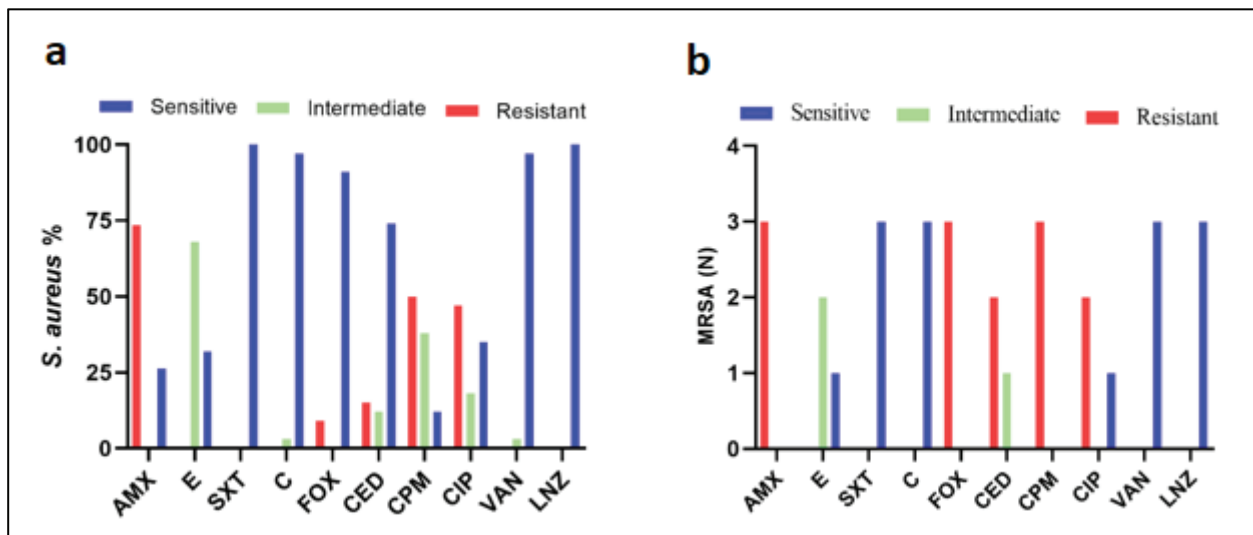 a
Sensitive Intermediate Resistant
100
75
50
25
0
S. aureus %
AMX E SXT C FOX CED CPM CIP VAN LNZ
b
Sensitive Intermediate Resistant
4
3
2
1
0
MRSA (N)
AMX E SXT C FOX CED CPM CIP VAN LNZ